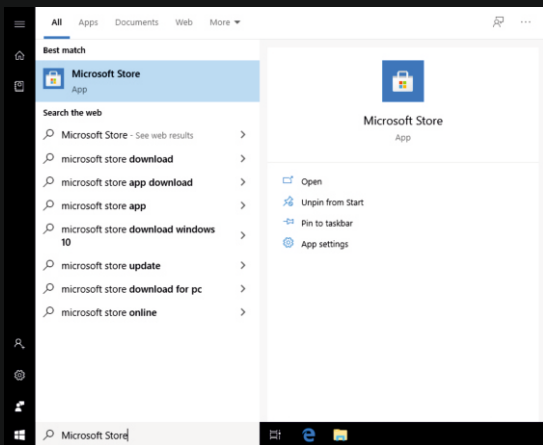 All Apps Documents Web More
Best match
Microsoft Store
App
Search the web
Microsoft Store - See web results
microsoft store download
microsoft store app download
microsoft store app
microsoft store download windows
10
microsoft store update
microsoft store download for pc
microsoft store online
Microsoft Store
App
Open
Unpin from Start
Pin to taskbar
App settings
Microsoft Store